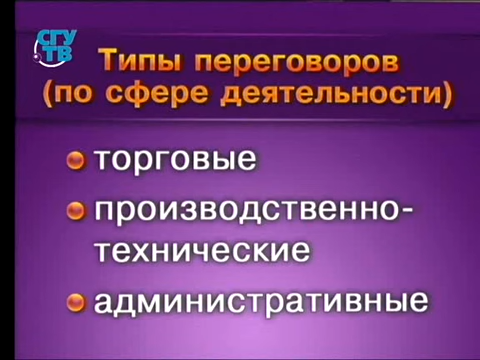 СГУ
ТВ
Типы переговоров
(по сфере деятельности)
торговые
производственно-
технические
административные